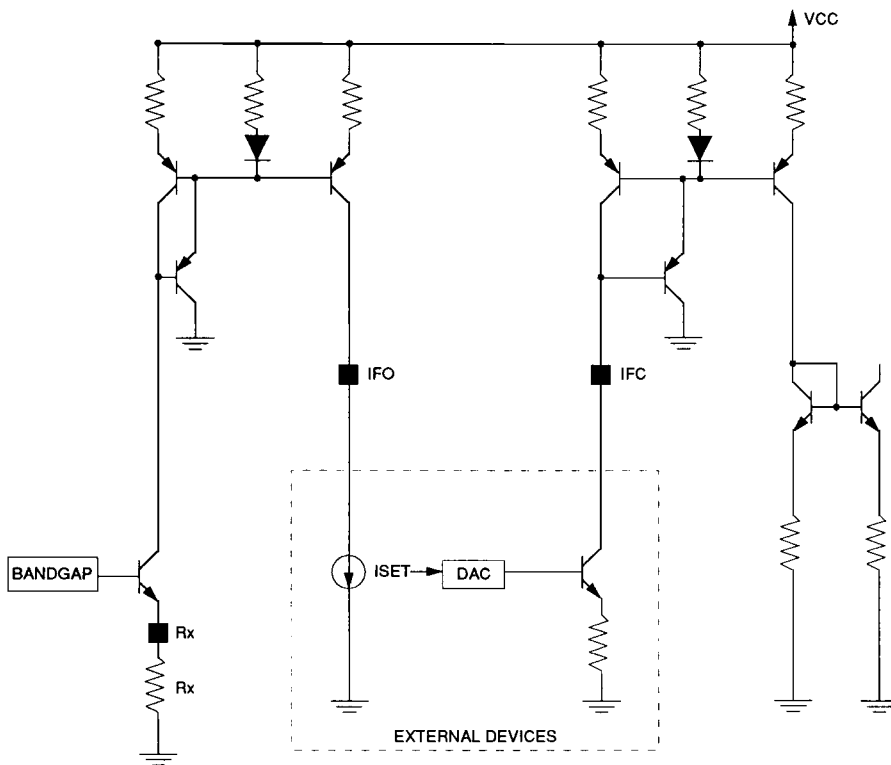 VCC
IFO
IFC
BANDGAP
ISET
DAC
Rx
Rx
EXTERNAL DEVICES